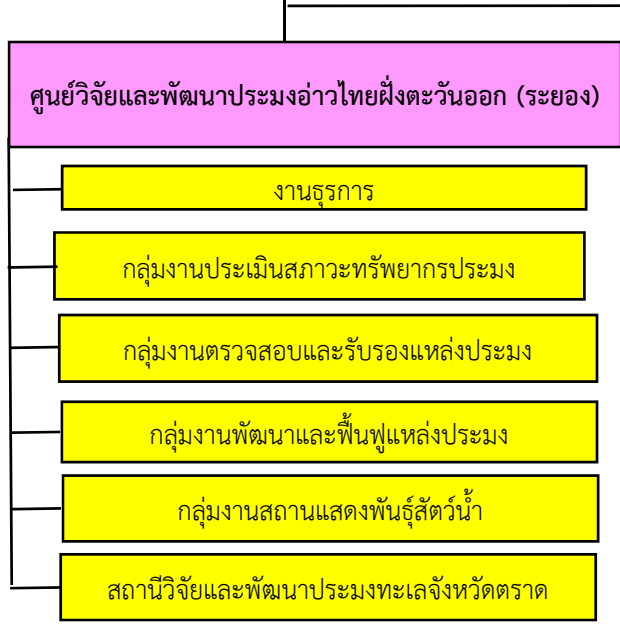 ศูนย์วิจัยและพัฒนาประมงอ่าวไทยฝั่งตะวันออก (ระยอง)
งานธุรการ
กลุ่มงานประเมินสภาวะทรัพยากรประมง
กลุ่มงานตรวจสอบและรับรองแหล่งประมง
กลุ่มงานพัฒนาและฟื้นฟูแหล่งประมง
กลุ่มงานสถานแสดงพันธุ์สัตว์น้ำ
สถานีวิจัยและพัฒนาประมงทะเลจังหวัดตราด